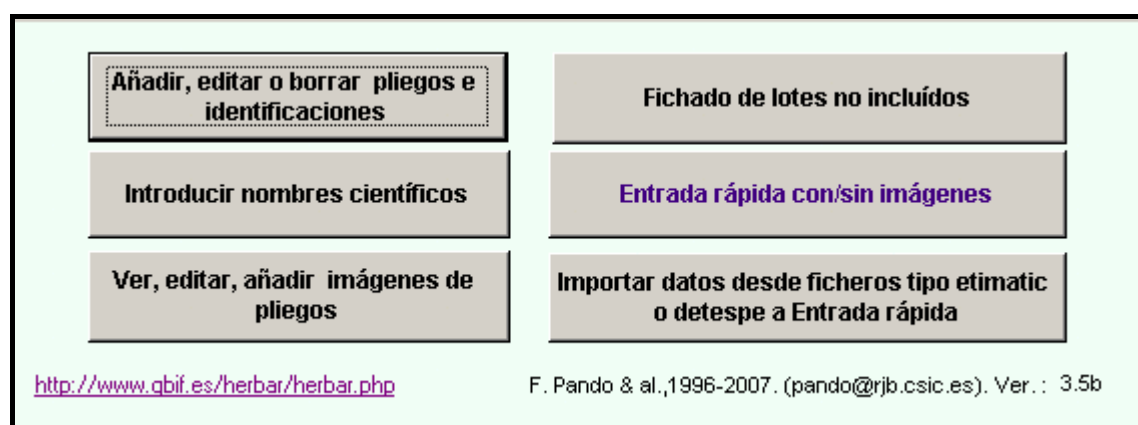 Añadir, editar o borrar pliegos e
identificaciones
Fichado de lotes no incluídos
Introducir nombres científicos
Entrada rápida con/sin imágenes
Ver, editar, añadir imágenes de
pliegos
Importar datos desde ficheros tipo etimatic
o detespe a Entrada rápida
http://www.gbif.es/herbar/herbar.php
F. Pando & al.,1996-2007. (pando@rjb.csic.es). Ver. : 3.5b